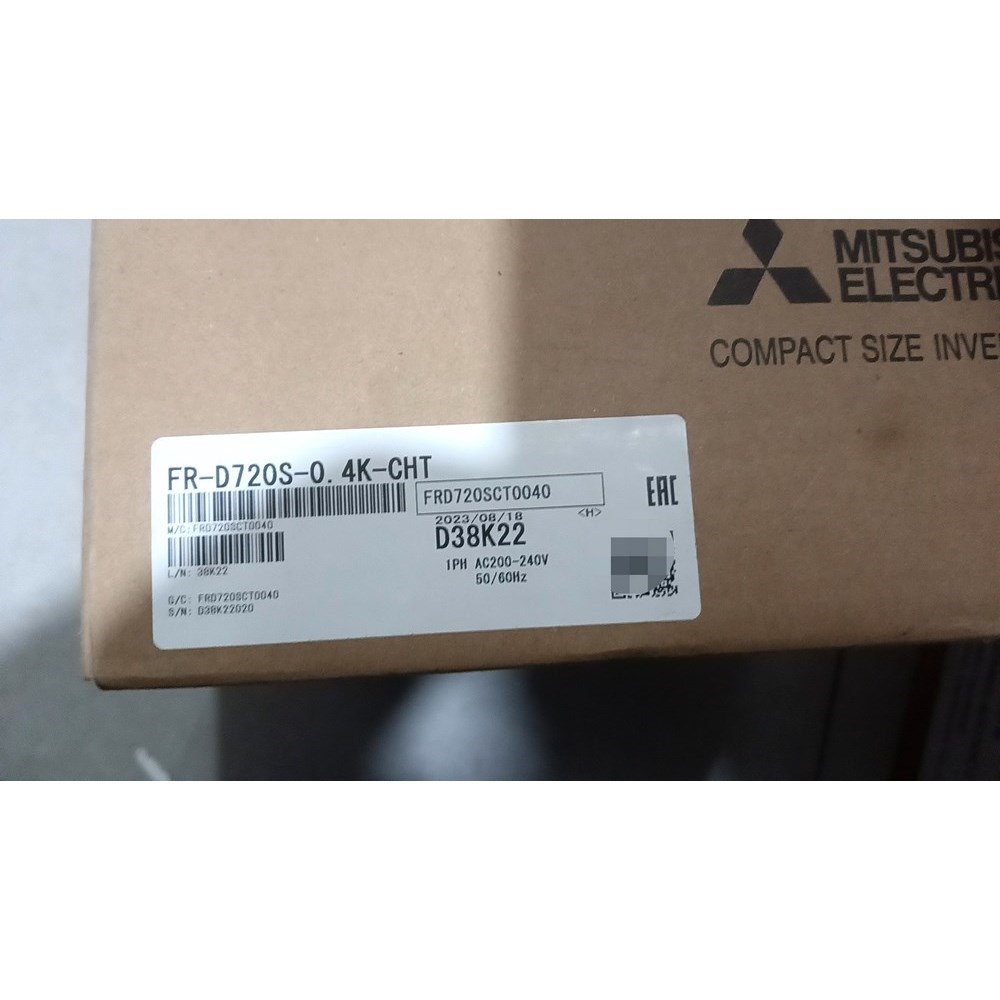 MITSUBIS
ELECTRI
COMPACT SIZE INVE
FR-D720S-0.4K-CHT
FRD720SCT0040
EAC
M/C:FRD720SCT0040
2023/08/18
<H>
D38K22
L/N: 38K22
1PH AC200-240V
50/60Hz
O/C: FRD720SCT0040
S/N: D38K22020